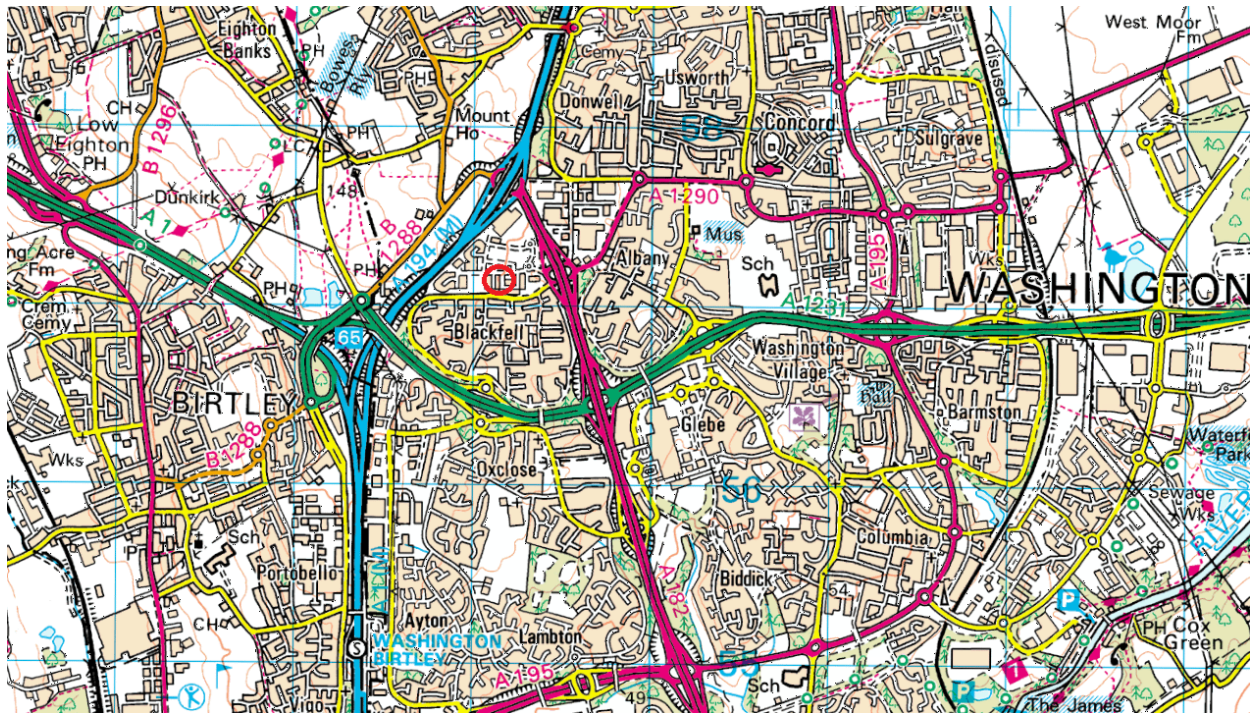 West Moor
Fm
Eighton
Banks
PH
Bowes
Rly
PH
Cemy
Usworth
disused
Donwell
58
Concord
Mount
Ho
CH
Low
Eighton
PH
B 1296
LC
PH
Sulgrave
148
Dunkirk
A 1
A 1290
B 1288
A 194 (M)
Mus
A 195
Wks
ng Acre
Fm
Albany
Sch
WASHINGTON
PH
PH
Crem
Cemy
A 1231
65
Blackfell
Washington
Village
BIRTLEY
Hall
Barmston
Glebe
B 1288
Wks
Oxclose
56
Waterf
Park
Sewage
Wks
RIVER
Columbia
Sch
Portobello
A 1 (M)
Biddick
54
P
A 182
CH
Ayton
WASHINGTON
BIRTLEY
S
Lambton
PH
Cox
Green
55
A 195
Sch
7
P
49
Vigo
The James